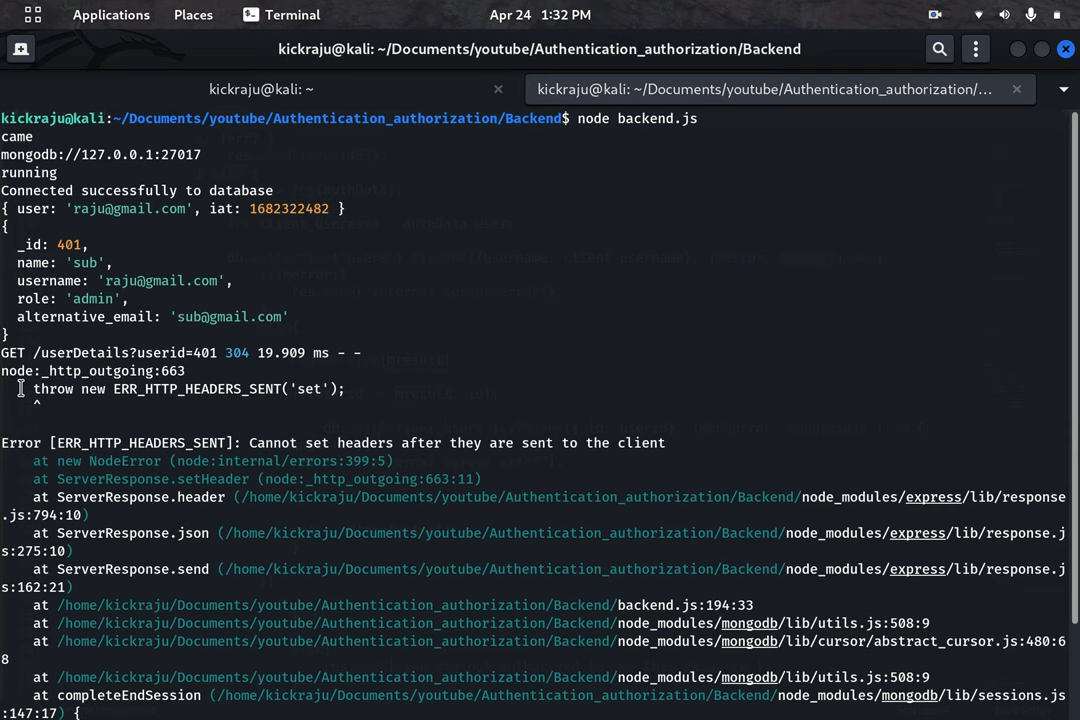 Applications Places Terminal Apr 24 1:32 PM
kickraju@kali: ~/Documents/youtube/Authentication_authorization/Backend
kickraju@kali: ~ kickraju@kali: ~/Documents/youtube/Authentication_authorization/...
kickraju@kali:~/Documents/youtube/Authentication_authorization/Backend$ node backend.js
came
mongodb://127.0.0.1:27017
running
Connected successfully to database
{ user: 'raju@gmail.com', iat: 1682322482 }
{
  _id: 401,
  name: 'sub',
  username: 'raju@gmail.com',
  role: 'admin',
  alternative_email: 'sub@gmail.com'
}
GET /userDetails?userid=401 304 19.909 ms - -
node:_http_outgoing:663
    throw new ERR_HTTP_HEADERS_SENT('set');
    ^
Error [ERR_HTTP_HEADERS_SENT]: Cannot set headers after they are sent to the client
    at new NodeError (node:internal/errors:399:5)
    at ServerResponse.setHeader (node:_http_outgoing:663:11)
    at ServerResponse.header (/home/kickraju/Documents/youtube/Authentication_authorization/Backend/node_modules/express/lib/response
.js:794:10)
    at ServerResponse.json (/home/kickraju/Documents/youtube/Authentication_authorization/Backend/node_modules/express/lib/response.j
s:275:10)
    at ServerResponse.send (/home/kickraju/Documents/youtube/Authentication_authorization/Backend/node_modules/express/lib/response.j
s:162:21)
    at /home/kickraju/Documents/youtube/Authentication_authorization/Backend/backend.js:194:33
    at /home/kickraju/Documents/youtube/Authentication_authorization/Backend/node_modules/mongodb/lib/utils.js:508:9
    at /home/kickraju/Documents/youtube/Authentication_authorization/Backend/node_modules/mongodb/lib/cursor/abstract_cursor.js:480:6
8
    at /home/kickraju/Documents/youtube/Authentication_authorization/Backend/node_modules/mongodb/lib/utils.js:508:9
    at completeEndSession (/home/kickraju/Documents/youtube/Authentication_authorization/Backend/node_modules/mongodb/lib/sessions.js
:147:17) {